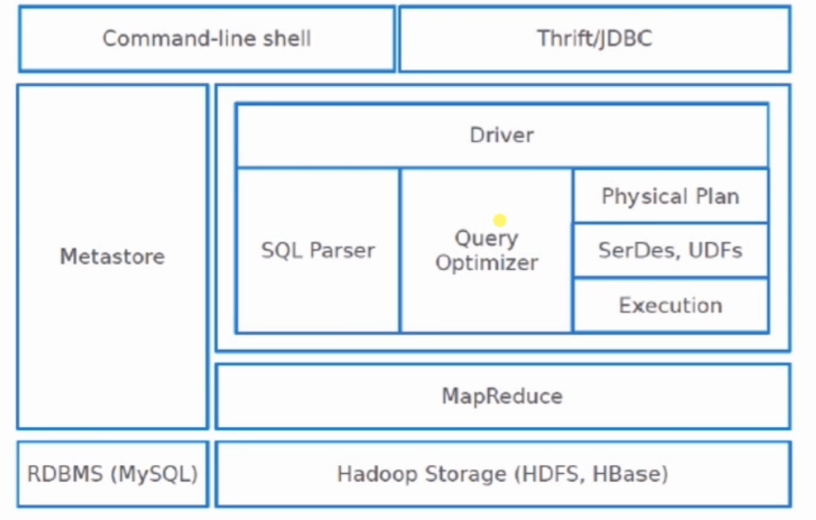 Command-line shell
Thrift/JDBC
Driver
Metastore
SQL Parser
Query
Optimizer
Physical Plan
SerDes, UDFs
Execution
MapReduce
RDBMS (MySQL)
Hadoop Storage (HDFS, HBase)